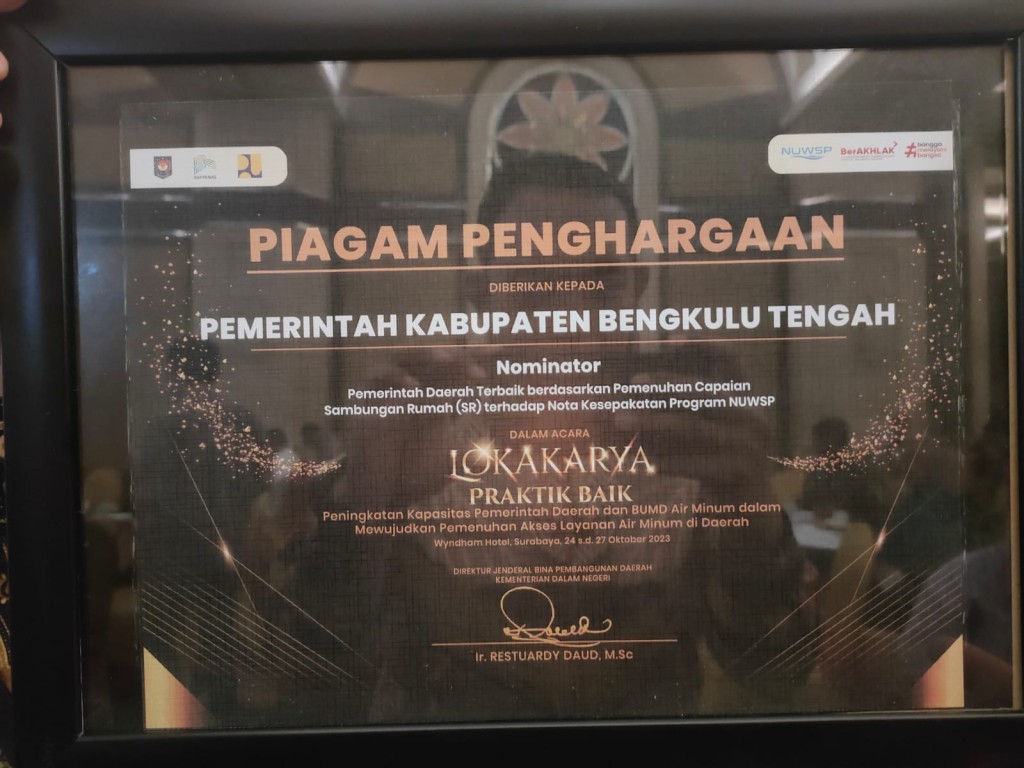 NUWSP
BerAKHLAK
#bangga
melayani
bangsa
PIAGAM PENGHARGAAN
DIBERIKAN KEPADA
PEMERINTAH KABUPATEN BENGKULU TENGAH
Nominator
Pemerintah Daerah Terbaik berdasarkan Pemenuhan Capaian
Sambungan Rumah (SR) terhadap Nota Kesepakatan Program NUWSP
DALAM ACARA
LOKAKARYA
PRAKTIK BAIK
Peningkatan Kapasitas Pemerintah Daerah dan BUMD Air Minum dalam
Mewujudkan Pemenuhan Akses Layanan Air Minum di Daerah
Wyndham Hotel, Surabaya, 24 s.d. 27 Oktober 2023
DIREKTUR JENDERAL BINA PEMBANGUNAN DAERAH
KEMENTERIAN DALAM NEGERI
Ir. RESTUARDY DAUD, M.Sc